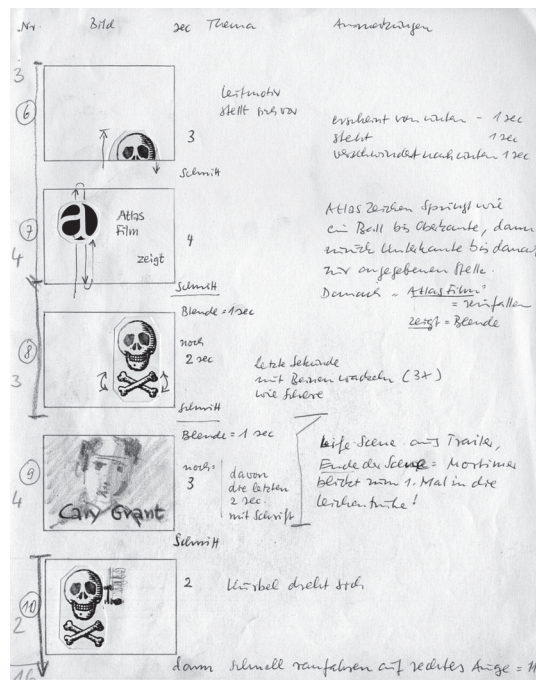 Nr. Bild sec Thema Anmerkungen
3
6
Leitmotiv
stellt sich vor
3
erscheint von unten - 1 sec
steht 1 sec
verschwindet nach unten 1 sec
Schnitt
7
4
a
Atlas
Film
zeigt
4
Atlas Zeichen springt wie
ein Ball bis Oberkante, dann
zurück Unterkante bis danach
zur angegebenen Stelle.
Danach "Atlas Film"
= reinfallen
zeigt = Blende
Schnitt
8
3
Blende = 1 sec
noch
2 sec
letzte Sekunde
mit Beinen wackeln (3x)
wie Schere
Schnitt
9
4
Cary Grant
Blende = 1 sec
noch =
3
davon
die letzten
2 sec.
mit Schrift
Scene aus Trailer,
Ende der Scene = Mortimer
blickt zum 1. Mal in die
Leichentruhe!
Schnitt
10
2
2
Kurbel dreht sich
16
dann schnell ranfahren auf rechtes Auge =